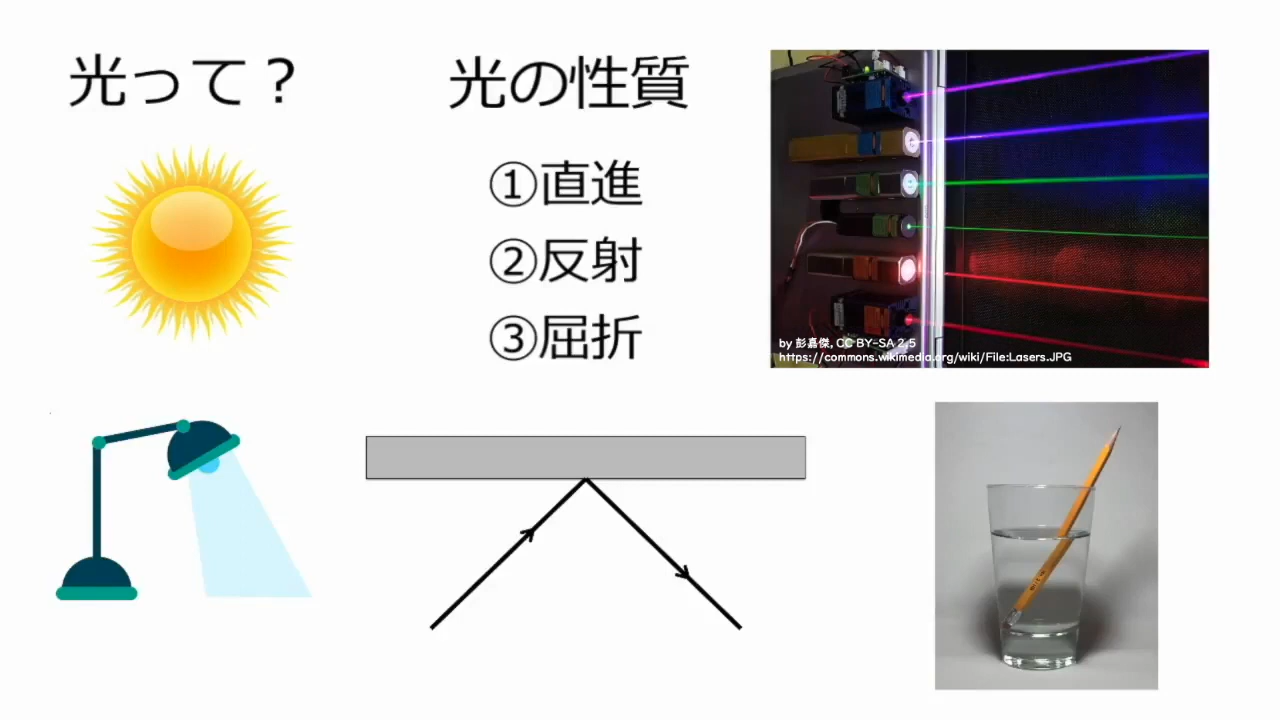 光って？
光の性質
①直進
②反射
③屈折
by 彭嘉傑, CC BY-SA 2.5
https://commons.wikimedia.org/wiki/File:Lasers.JPG